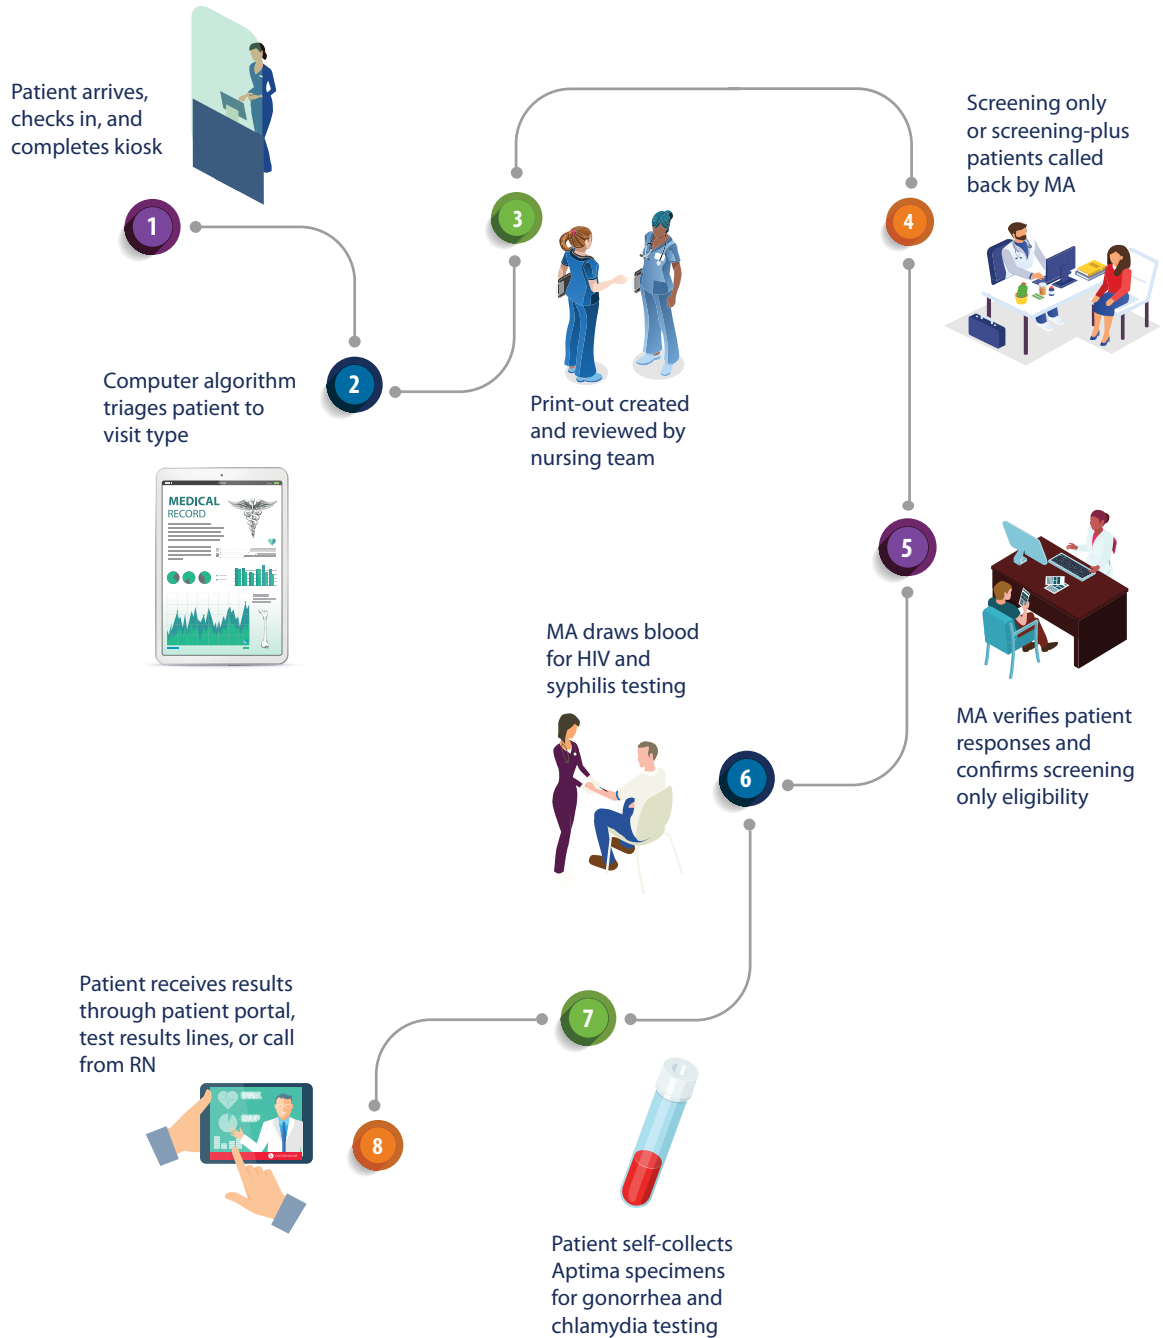 Patient arrives,
checks in, and
completes kiosk
1
Computer algorithm
triages patient to
visit type
2
MEDICAL
RECORD
3
Print-out created
and reviewed by
nursing team
Screening only
or screening-plus
patients called
back by MA
4
5
MA verifies patient
responses and
confirms screening
only eligibility
MA draws blood
for HIV and
syphilis testing
6
7
Patient self-collects
Aptima specimens
for gonorrhea and
chlamydia testing
Patient receives results
through patient portal,
test results lines, or call
from RN
8